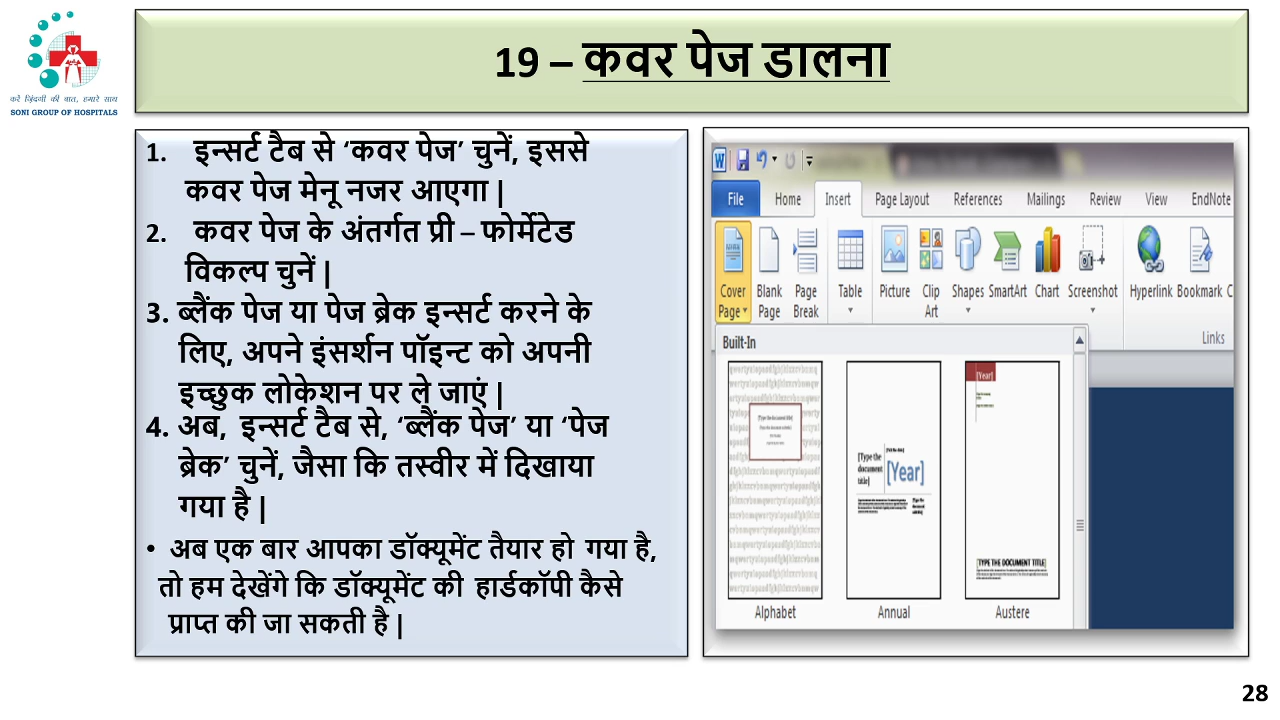 करें ज़िंदगी की बात, हमारे साथ
SONI GROUP OF HOSPITALS
19 – कवर पेज डालना
1. इन्सर्ट टैब से ‘कवर पेज’ चुनें, इससे
कवर पेज मेनू नजर आएगा |
2. कवर पेज के अंतर्गत प्री – फोर्मेटेड
विकल्प चुनें |
3. ब्लैंक पेज या पेज ब्रेक इन्सर्ट करने के
लिए, अपने इंसर्शन पॉइन्ट को अपनी
इच्छुक लोकेशन पर ले जाएं |
4. अब, इन्सर्ट टैब से, ‘ब्लैंक पेज’ या ‘पेज
ब्रेक’ चुनें, जैसा कि तस्वीर में दिखाया
गया है |
• अब एक बार आपका डॉक्यूमेंट तैयार हो गया है,
तो हम देखेंगे कि डॉक्यूमेंट की हार्डकॉपी कैसे
प्राप्त की जा सकती है |
File Home Insert Page Layout References Mailings Review View EndNote
Cover Page Blank Page Page Break Table Picture Clip Art Shapes SmartArt Chart Screenshot Hyperlink Bookmark
Links
Built-In
[Type the document title]
[Type the document title] [Year]
[Year]
[TYPE THE DOCUMENT TITLE]
Alphabet Annual Austere
28